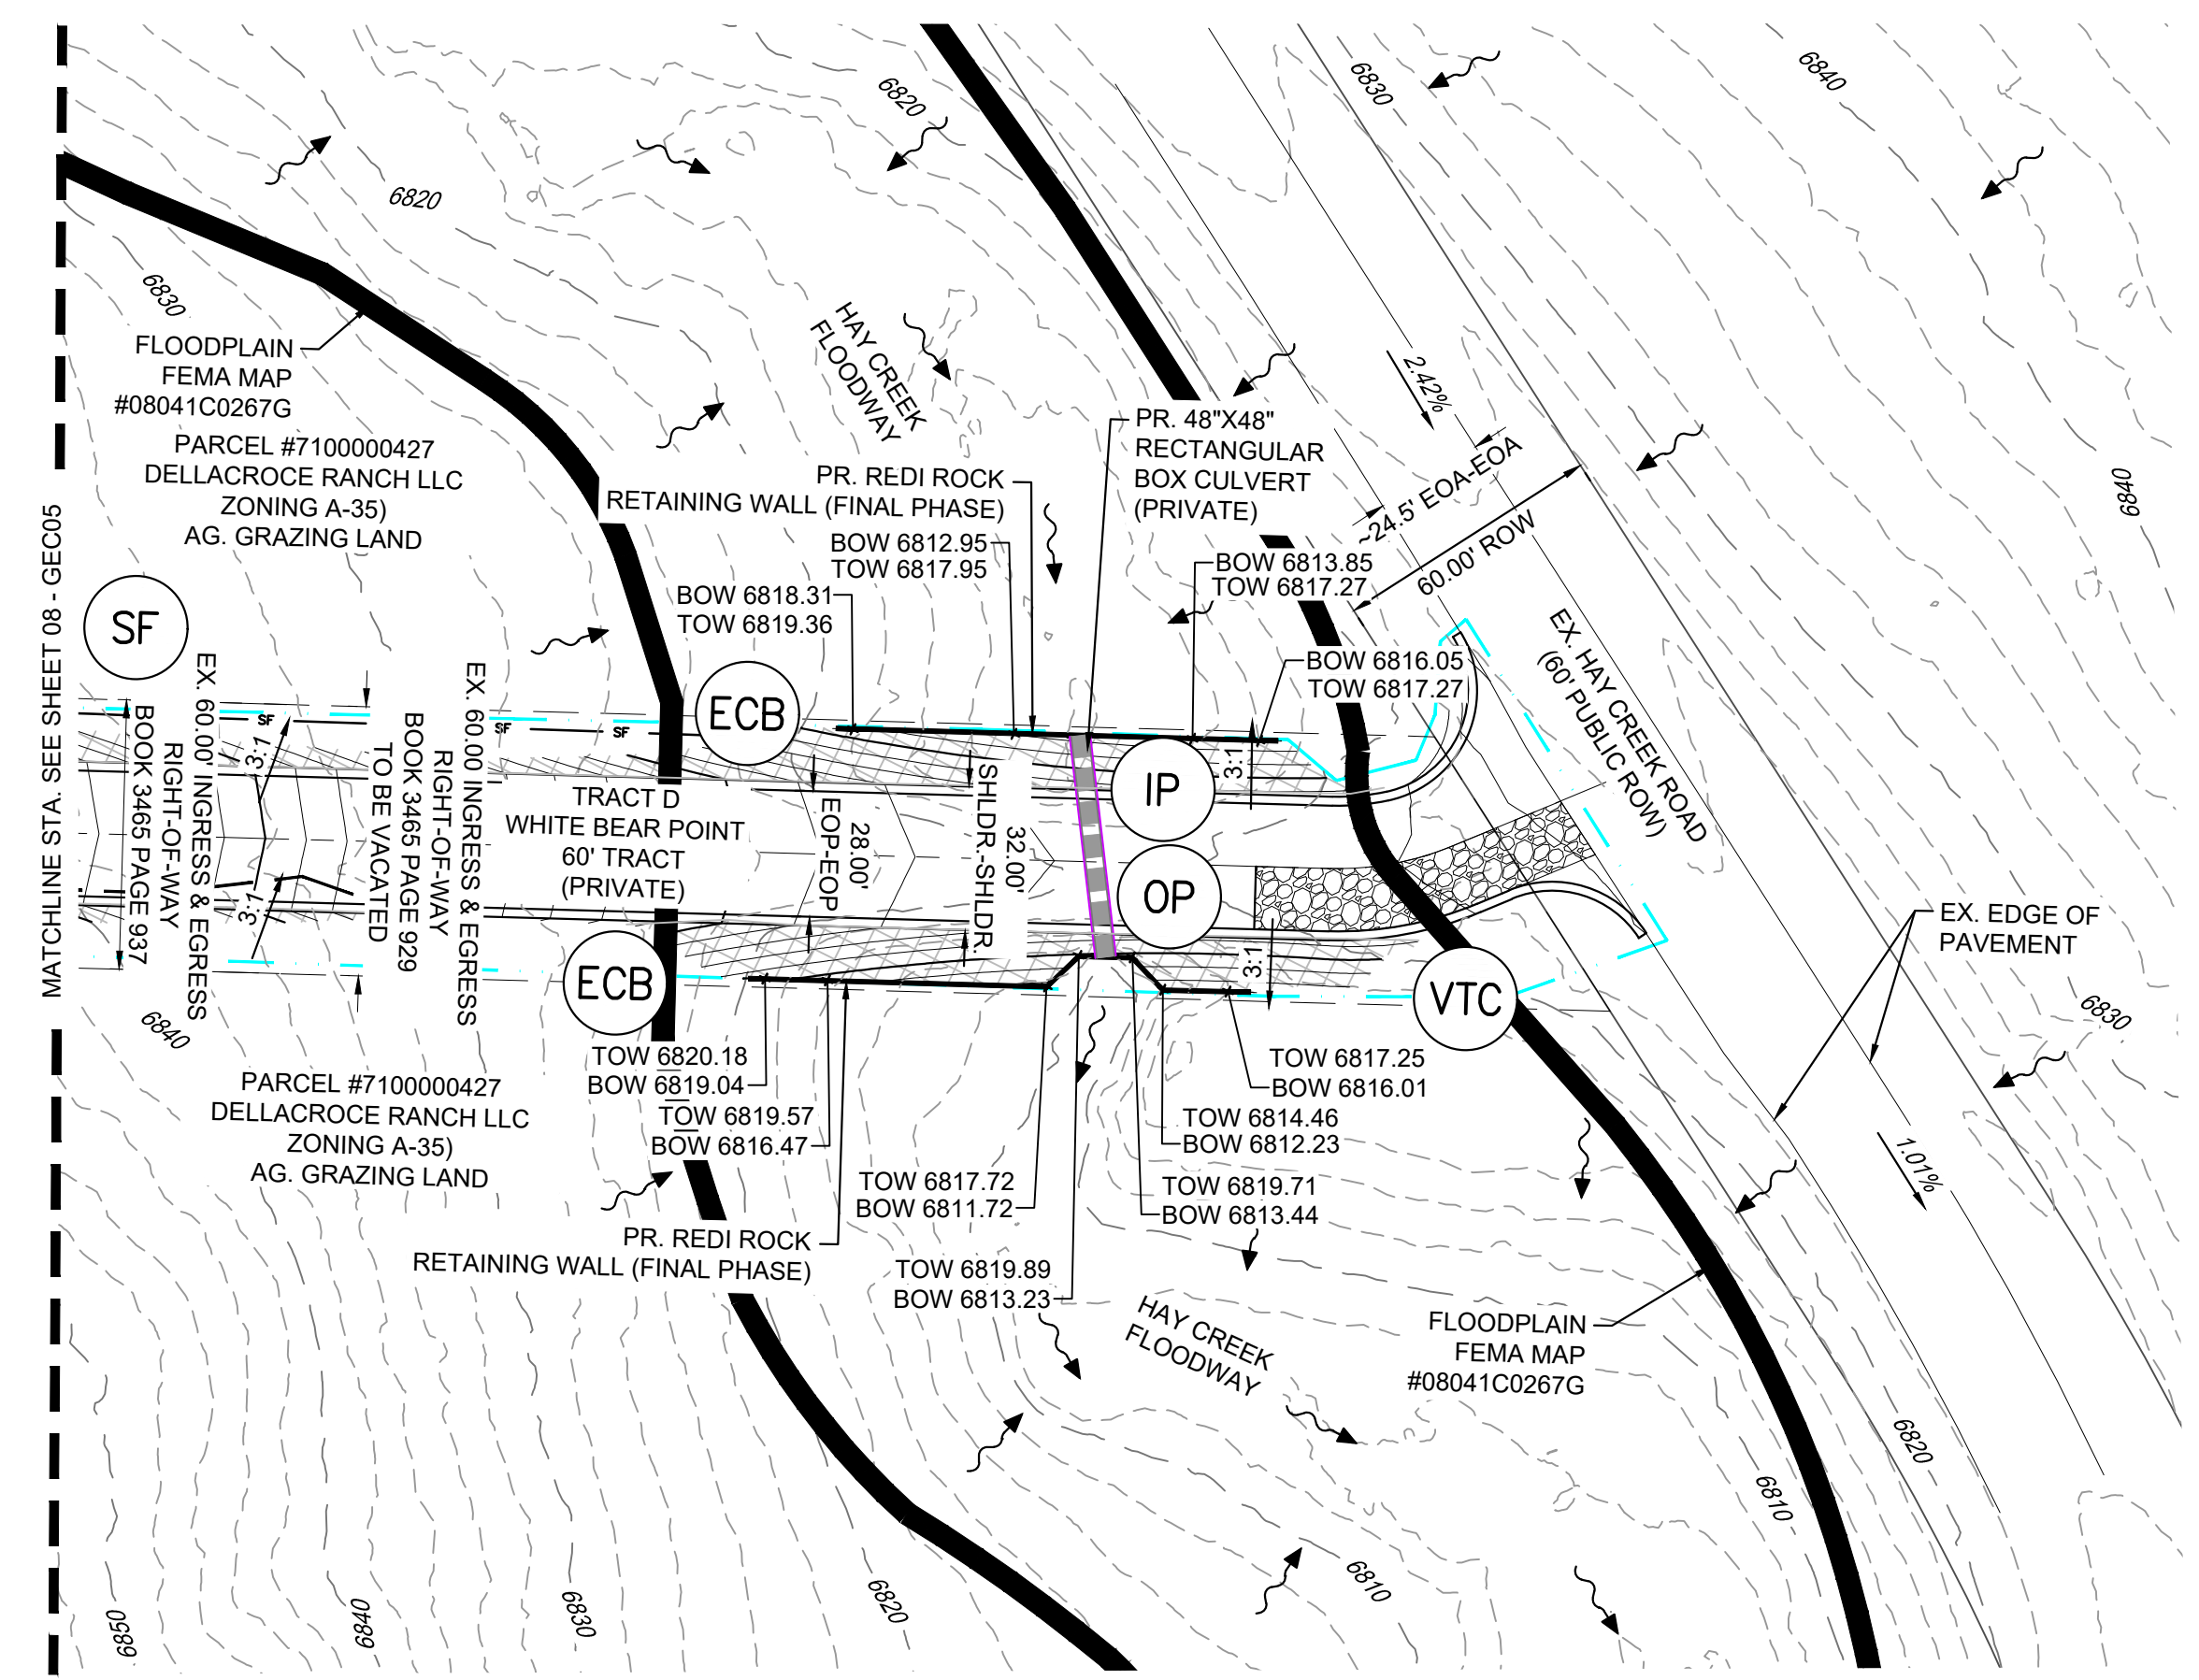 6820
6830
6840
6820
6830
FLOODPLAIN
FEMA MAP
#08041C0267G
PARCEL #7100000427
DELLACROCE RANCH LLC
ZONING A-35)
AG. GRAZING LAND
HAY CREEK
FLOODWAY
2.42%
PR. 48"X48"
RECTANGULAR
BOX CULVERT
(PRIVATE)
~24.5' EOA-EOA
60.00' ROW
6840
PR. REDI ROCK
RETAINING WALL (FINAL PHASE)
BOW 6812.95
TOW 6817.95
BOW 6818.31
TOW 6819.36
BOW 6813.85
TOW 6817.27
BOW 6816.05
TOW 6817.27
EX. HAY CREEK ROAD
(60' PUBLIC ROW)
MATCHLINE STA. SEE SHEET 08 - GEC05
SF
EX. 60.00' INGRESS & EGRESS
RIGHT-OF-WAY
BOOK 3465 PAGE 937
SF
3:1
3:1
EX. 60.00 INGRESS & EGRESS
RIGHT-OF-WAY
BOOK 3465 PAGE 929
TO BE VACATED
SF
SF
ECB
TRACT D
WHITE BEAR POINT
60' TRACT
(PRIVATE)
28.00'
EOP-EOP
32.00'
SHLDR.-SHLDR.
IP
3:1
OP
3:1
ECB
VTC
EX. EDGE OF
PAVEMENT
6840
6830
TOW 6820.18
BOW 6819.04
TOW 6819.57
BOW 6816.47
TOW 6817.25
BOW 6816.01
TOW 6814.46
BOW 6812.23
PARCEL #7100000427
DELLACROCE RANCH LLC
ZONING A-35)
AG. GRAZING LAND
TOW 6817.72
BOW 6811.72
TOW 6819.71
BOW 6813.44
1.01%
PR. REDI ROCK
RETAINING WALL (FINAL PHASE)
TOW 6819.89
BOW 6813.23
HAY CREEK
FLOODWAY
FLOODPLAIN
FEMA MAP
#08041C0267G
6820
6810
6810
6850
6840
6830
6820